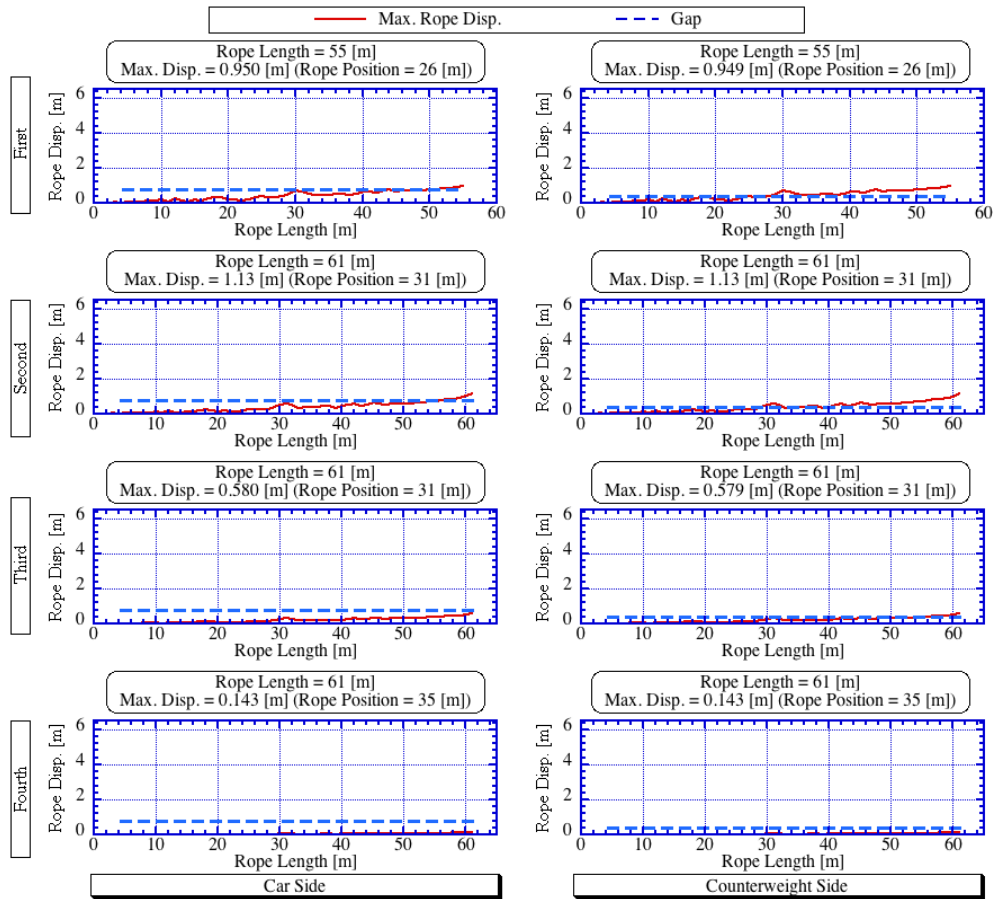 Max. Rope Disp. Gap
Rope Length = 55 [m]
Max. Disp. = 0.950 [m] (Rope Position = 26 [m])
Rope Length = 55 [m]
Max. Disp. = 0.949 [m] (Rope Position = 26 [m])
First
Rope Disp. [m]
6
4
2
0
0 10 20 30 40 50 60
Rope Length [m]
Rope Disp. [m]
6
4
2
0
0 10 20 30 40 50 60
Rope Length [m]
Rope Length = 61 [m]
Max. Disp. = 1.13 [m] (Rope Position = 31 [m])
Rope Length = 61 [m]
Max. Disp. = 1.13 [m] (Rope Position = 31 [m])
Second
Rope Disp. [m]
6
4
2
0
0 10 20 30 40 50 60
Rope Length [m]
Rope Disp. [m]
6
4
2
0
0 10 20 30 40 50 60
Rope Length [m]
Rope Length = 61 [m]
Max. Disp. = 0.580 [m] (Rope Position = 31 [m])
Rope Length = 61 [m]
Max. Disp. = 0.579 [m] (Rope Position = 31 [m])
Third
Rope Disp. [m]
6
4
2
0
0 10 20 30 40 50 60
Rope Length [m]
Rope Disp. [m]
6
4
2
0
0 10 20 30 40 50 60
Rope Length [m]
Rope Length = 61 [m]
Max. Disp. = 0.143 [m] (Rope Position = 35 [m])
Rope Length = 61 [m]
Max. Disp. = 0.143 [m] (Rope Position = 35 [m])
Fourth
Rope Disp. [m]
6
4
2
0
0 10 20 30 40 50 60
Rope Length [m]
Rope Disp. [m]
6
4
2
0
0 10 20 30 40 50 60
Rope Length [m]
Car Side
Counterweight Side